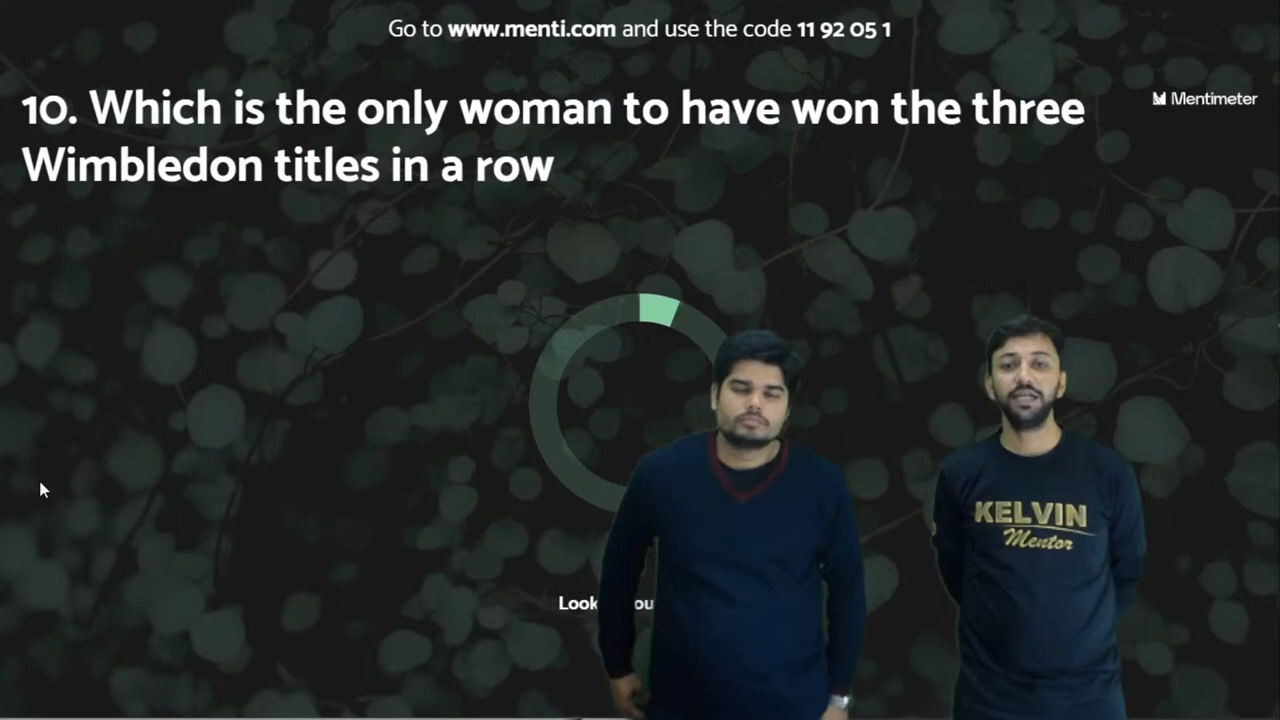 Go to www.menti.com and use the code 11 92 05 1
10. Which is the only woman to have won the three
Wimbledon titles in a row
Mentimeter
KELVIN
Mentor
Look